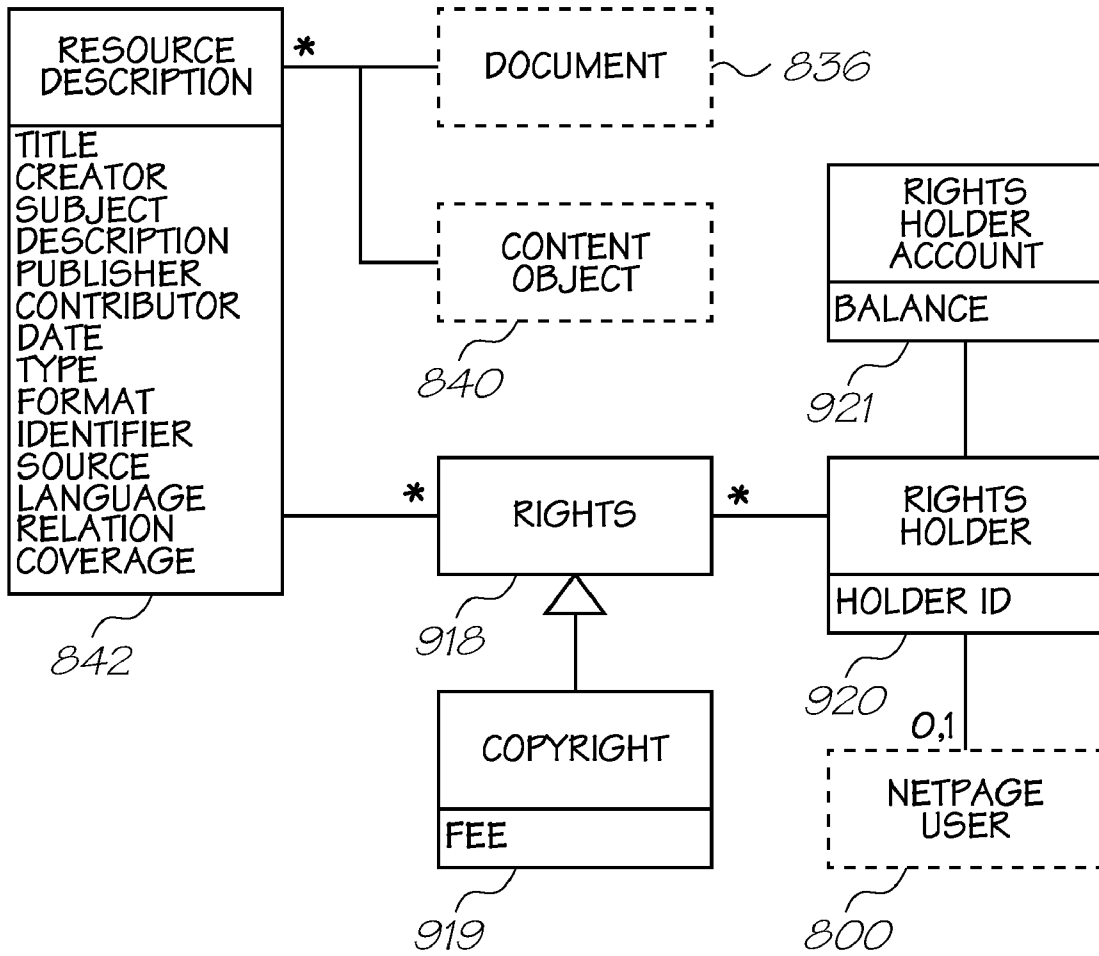 RESOURCE
DESCRIPTION
TITLE
CREATOR
SUBJECT
DESCRIPTION
PUBLISHER
CONTRIBUTOR
DATE
TYPE
FORMAT
IDENTIFIER
SOURCE
LANGUAGE
RELATION
COVERAGE
842
*
DOCUMENT
836
CONTENT
OBJECT
840
*
RIGHTS
918
*
COPYRIGHT
FEE
919
RIGHTS
HOLDER
ACCOUNT
BALANCE
921
RIGHTS
HOLDER
HOLDER ID
920
0,1
NETPAGE
USER
800